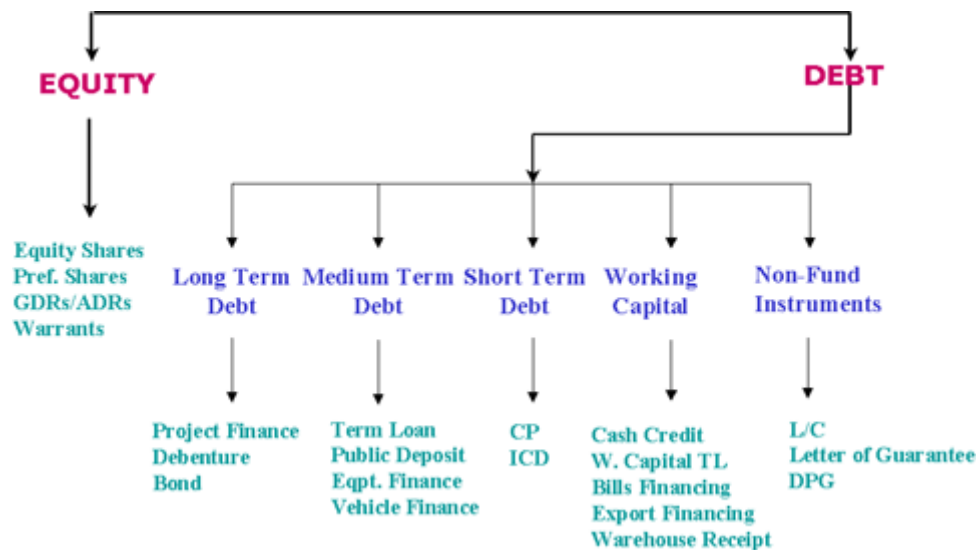 EQUITY
DEBT
Equity Shares
Pref. Shares
GDRs/ADRs
Warrants
Long Term
Debt
Medium Term
Debt
Short Term
Debt
Working
Capital
Non-Fund
Instruments
Project Finance
Debenture
Bond
Term Loan
Public Deposit
Eqpt. Finance
Vehicle Finance
CP
ICD
Cash Credit
W. Capital TL
Bills Financing
Export Financing
Warehouse Receipt
L/C
Letter of Guarantee
DPG